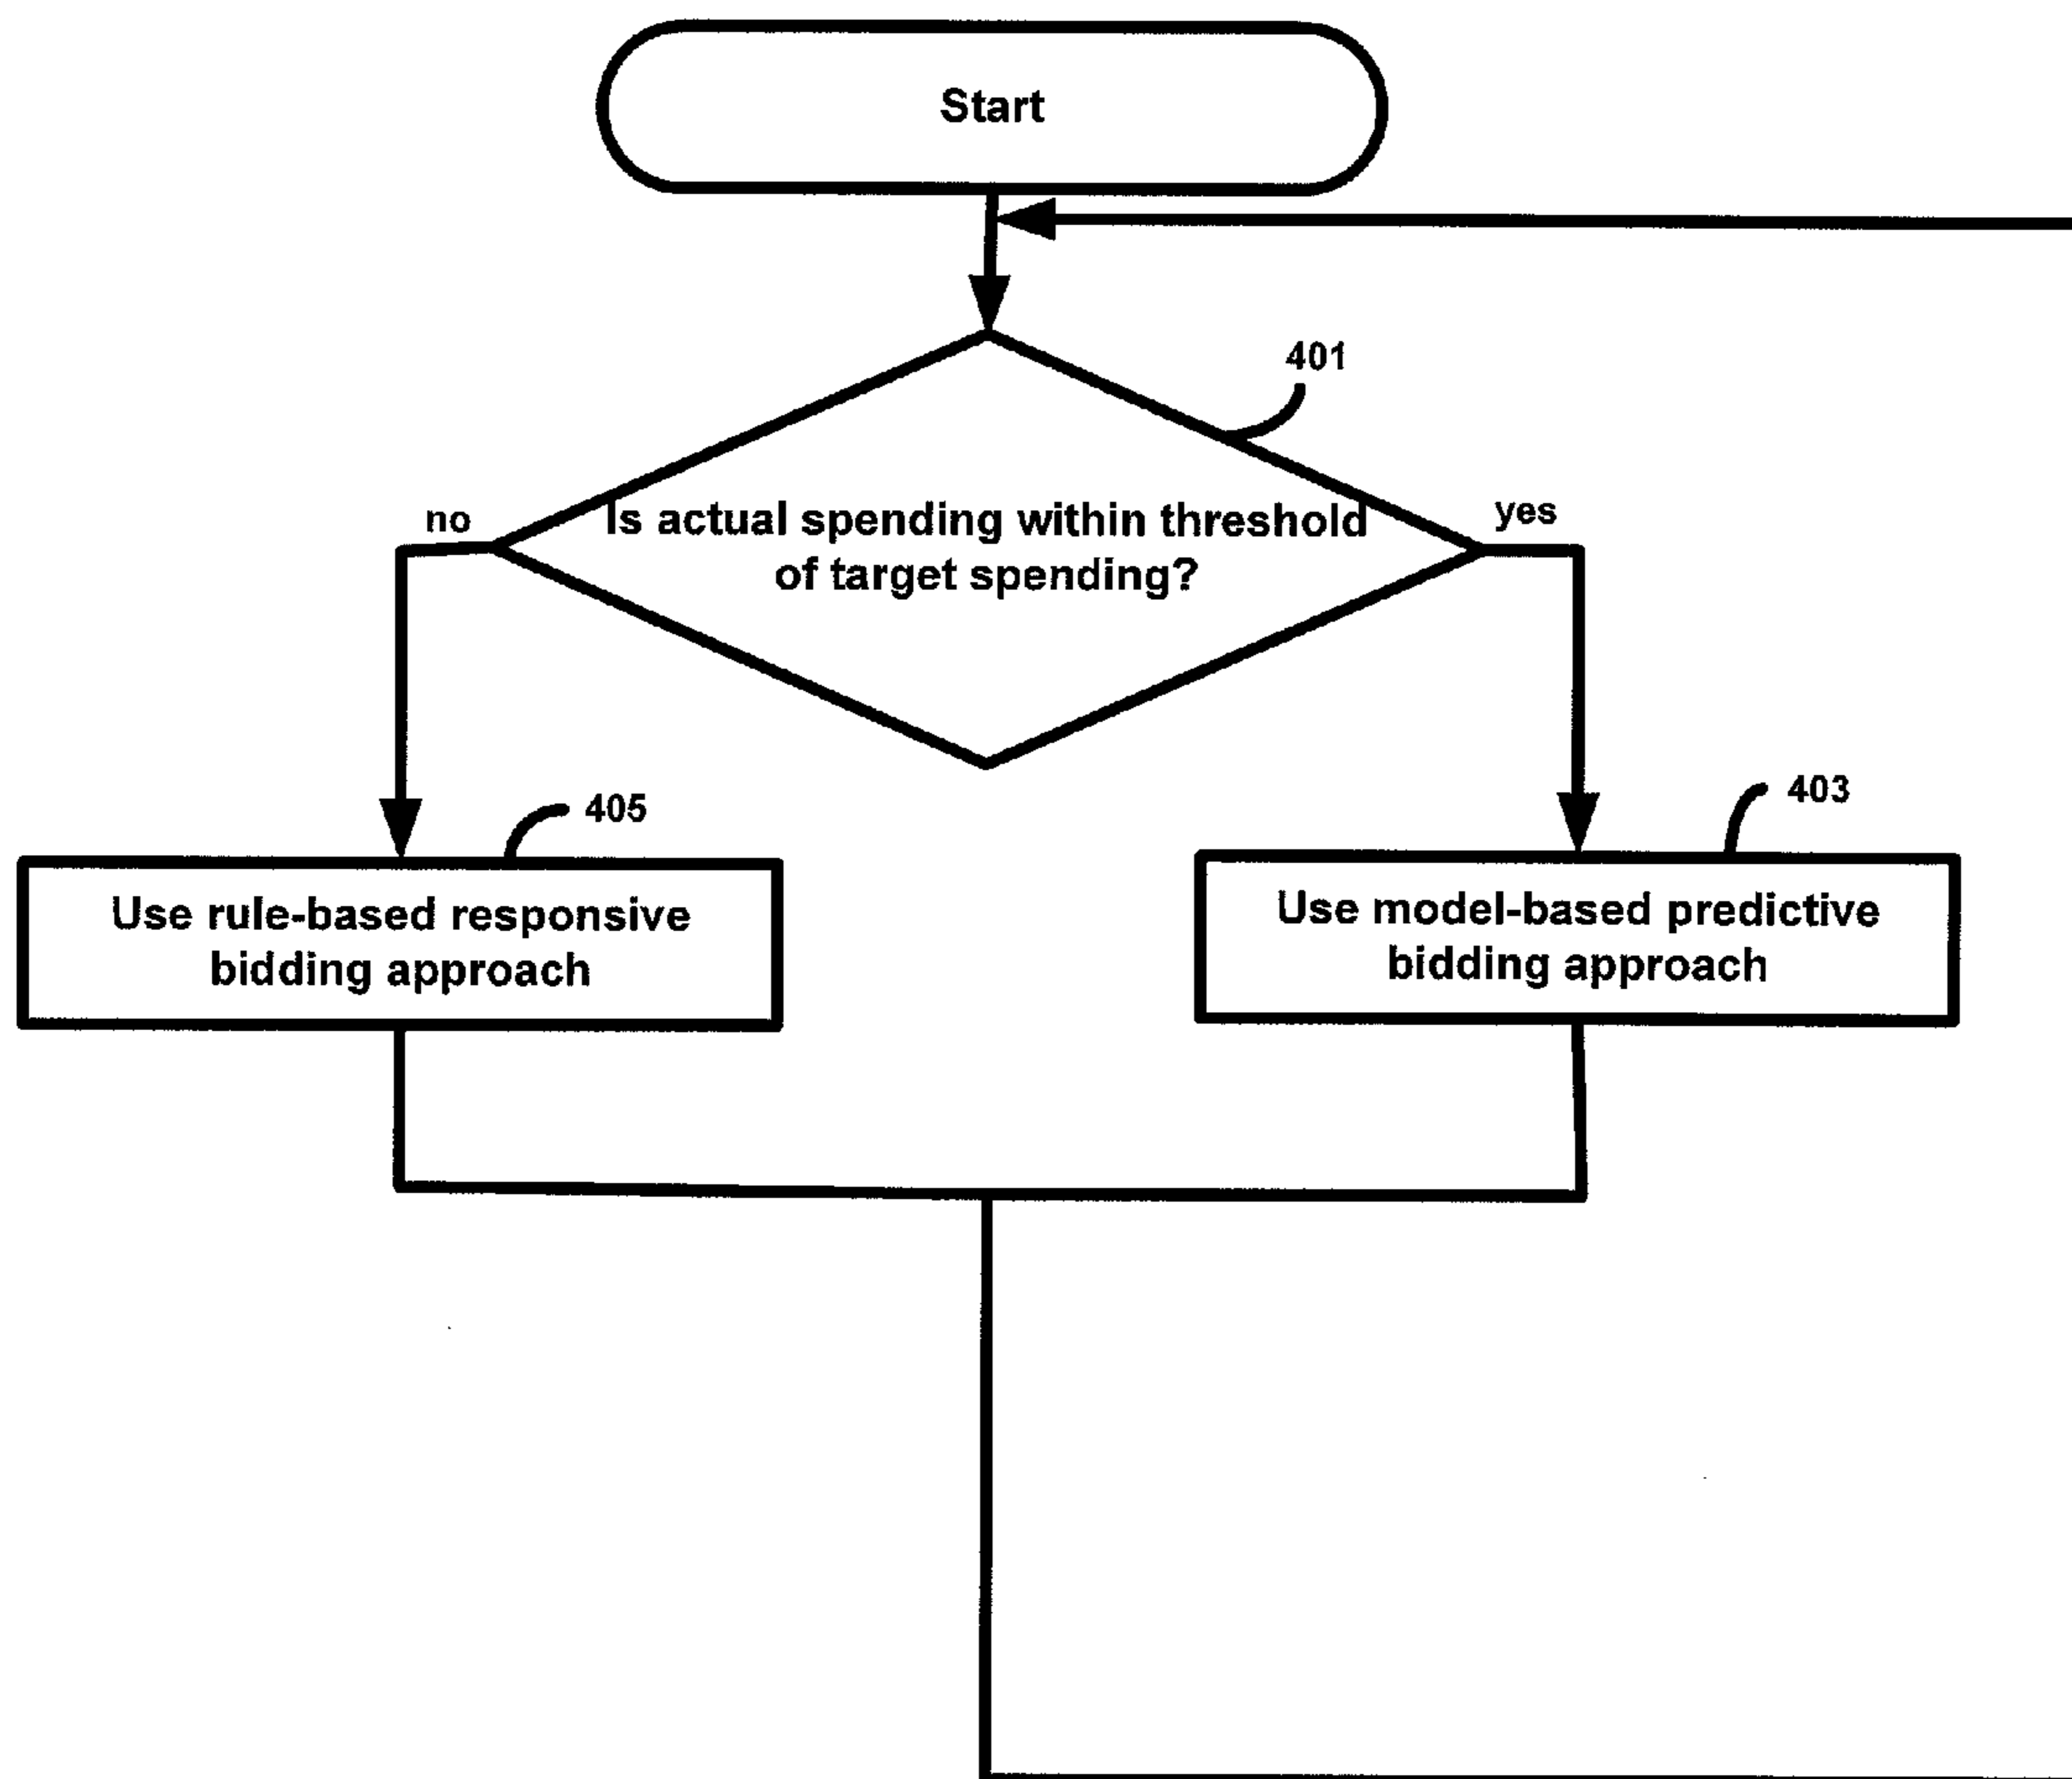 Start
401
no
Is actual spending within threshold
of target spending?
yes
405
403
Use rule-based responsive
bidding approach
Use model-based predictive
bidding approach